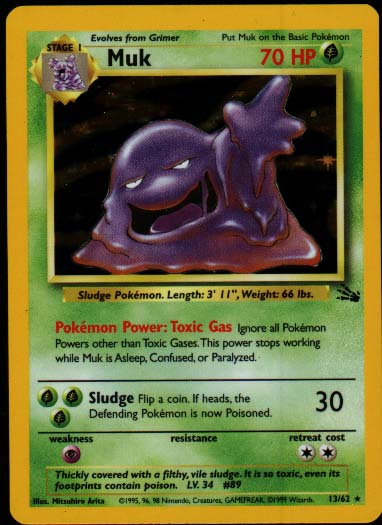 Evolves from Grimer Put Muk on the Basic Pokémon
STAGE 1
Muk 70 HP
Sludge Pokémon. Length: 3' 11", Weight: 66 lbs.
Pokémon Power: Toxic Gas Ignore all Pokémon
Powers other than Toxic Gases. This power stops working
while Muk is Asleep, Confused, or Paralyzed.
Sludge Flip a coin. If heads, the 30
Defending Pokémon is now Poisoned.
weakness resistance retreat cost
Thickly covered with a filthy, vile sludge. It is so toxic, even its
footprints contain poison. LV. 34 #89
Illus. Mitsuhiro Arita ©1995, 96, 98 Nintendo, Creatures, GAMEFREAK. ©1999 Wizards. 13/62 ★